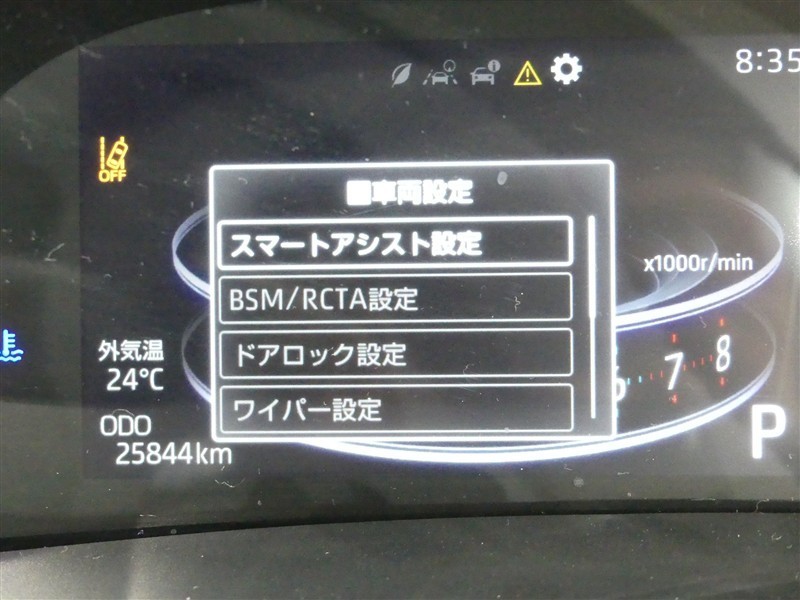 8:35
OFF
車両設定
スマートアシスト設定
BSM/RCTA設定
ドアロック設定
ワイパー設定
x1000r/min
外気温
24℃
6 7 8
ODO
25844km
P